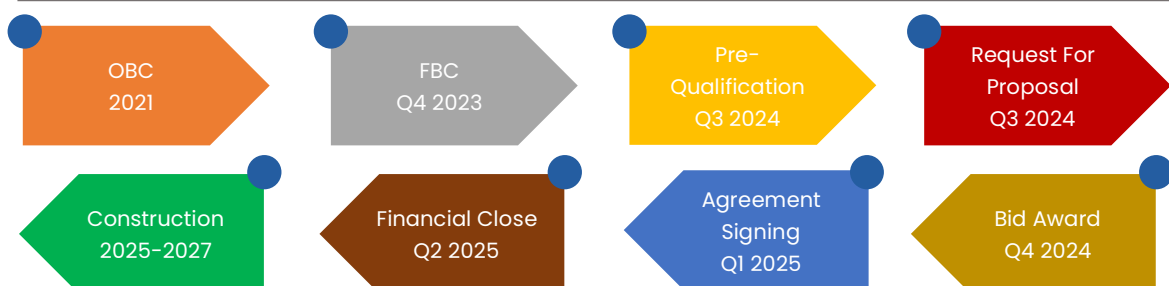 OBC
2021
FBC
Q4 2023
Pre-
Qualification
Q3 2024
Request For
Proposal
Q3 2024
Construction
2025-2027
Financial Close
Q2 2025
Agreement
Signing
Q1 2025
Bid Award
Q4 2024